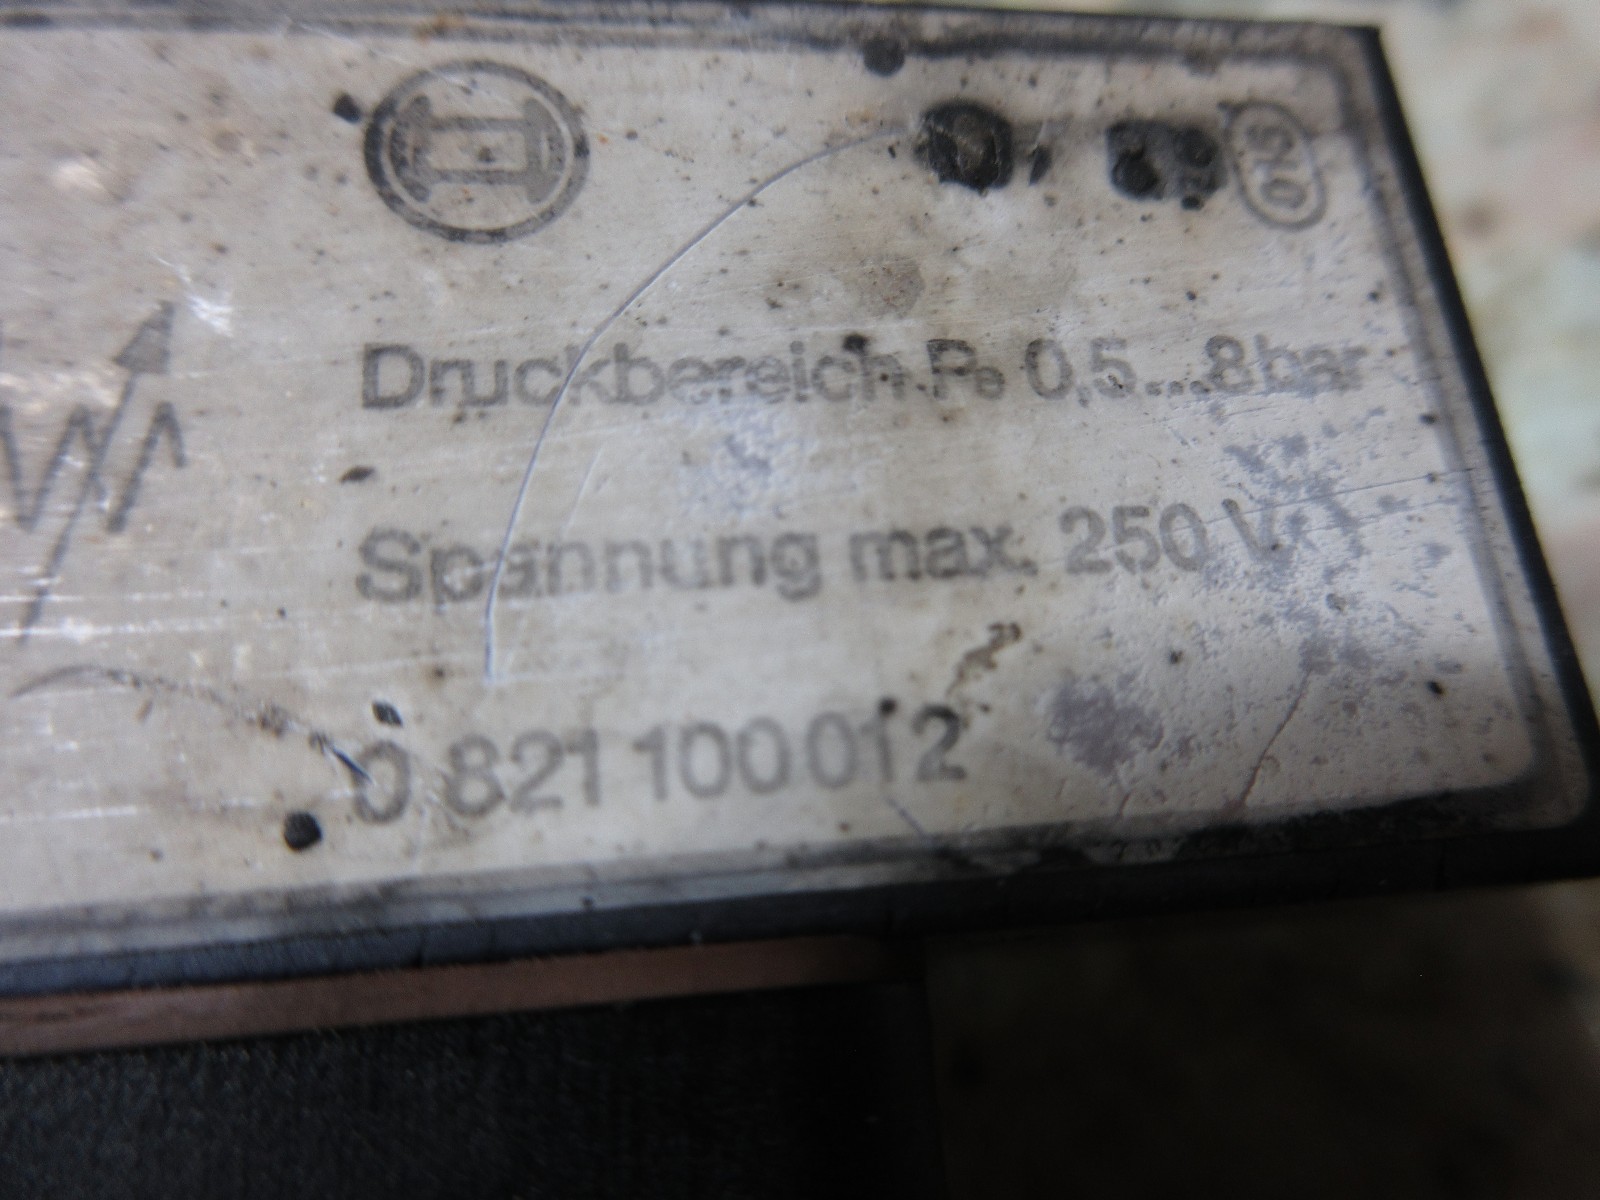 Druckbereich Pe 0,5...8bar
Spannung max. 250 V
0 821 100 012